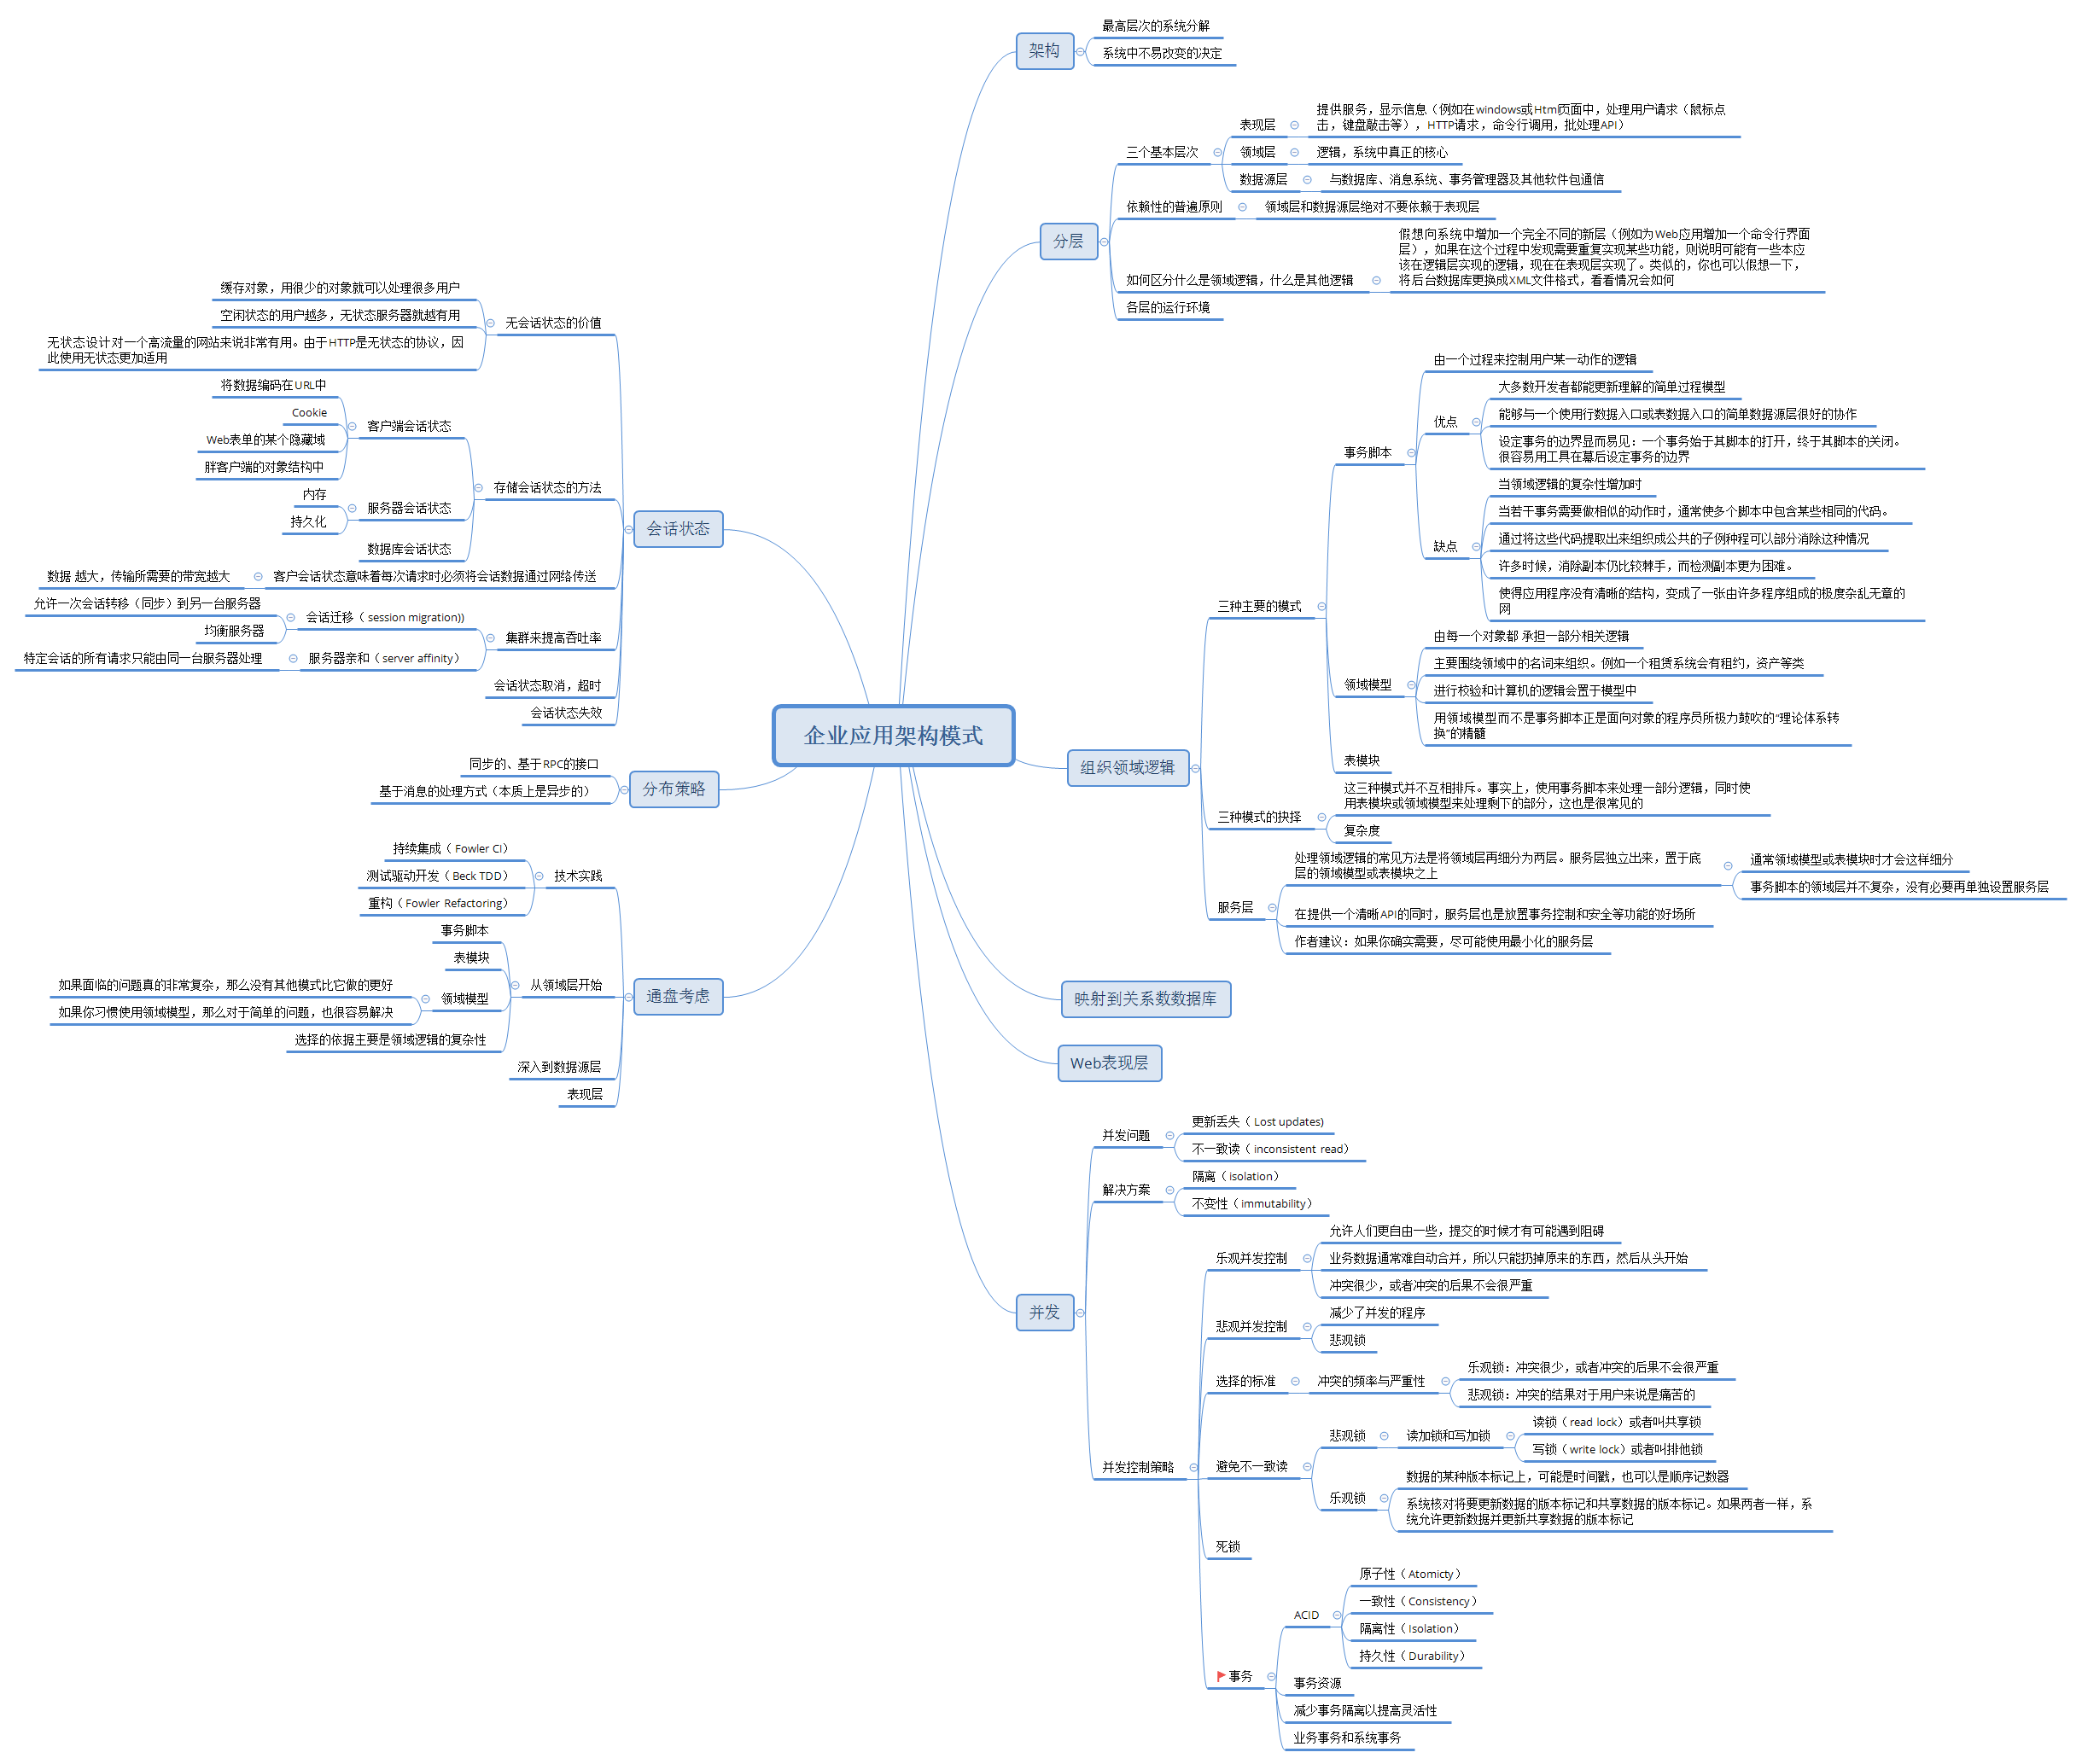 企业应用架构模式
架构
最高层次的系统分解
系统中不易改变的决定
分层
三个基本层次
表现层
提供服务，显示信息（例如在windows或Html页面中，处理用户请求（鼠标点
击，键盘敲击等），HTTP请求，命令行调用，批处理API）
领域层
逻辑，系统中真正的核心
数据源层
与数据库、消息系统、事务管理器及其他软件包通信
依赖性的普遍原则
领域层和数据源层绝对不要依赖于表现层
如何区分什么是领域逻辑，什么是其他逻辑
假想向系统中增加一个完全不同的新层（例如为Web应用增加一个命令行界面
层），如果在这个过程中发现需要重复实现某些功能，则说明可能有一些本应
该在逻辑层实现的逻辑，现在在表现层实现了。类似的，你也可以假想一下，
将后台数据库更换成XML文件格式，看看情况会如何
各层的运行环境
组织领域逻辑
三种主要的模式
事务脚本
由一个过程来控制用户某一动作的逻辑
优点
大多数开发者都能更新理解的简单过程模型
能够与一个使用行数据入口或表数据入口的简单数据源层很好的协作
设定事务的边界显而易见：一个事务始于其脚本的打开，终于其脚本的关闭。
很容易用工具在幕后设定事务的边界
缺点
当领域逻辑的复杂性增加时
当若干事务需要做相似的动作时，通常使多个脚本中包含某些相同的代码。
通过将这些代码提取出来组织成公共的子例种程可以部分消除这种情况
许多时候，消除副本仍比较棘手，而检测副本更为困难。
使得应用程序没有清晰的结构，变成了一张由许多程序组成的极度杂乱无章的
网
领域模型
由每一个对象都 承担一部分相关逻辑
主要围绕领域中的名词来组织。例如一个租赁系统会有租约，资产等类
进行校验和计算机的逻辑会置于模型中
用领域模型而不是事务脚本正是面向对象的程序员所极力鼓吹的“理论体系转
换”的精髓
表模块
三种模式的抉择
这三种模式并不互相排斥。事实上，使用事务脚本来处理一部分逻辑，同时使
用表模块或领域模型来处理剩下的部分，这也是很常见的
复杂度
服务层
处理领域逻辑的常见方法是将领域层再细分为两层。服务层独立出来，置于底
层的领域模型或表模块之上
通常领域模型或表模块时才会这样细分
事务脚本的领域层并不复杂，没有必要再单独设置服务层
在提供一个清晰API的同时，服务层也是放置事务控制和安全等功能的好场所
作者建议：如果你确实需要，尽可能使用最小化的服务层
映射到关系数数据库
Web表现层
并发
并发问题
更新丢失（ Lost updates)
不一致读（ inconsistent read）
解决方案
隔离（ isolation）
不变性（ immutability）
并发控制策略
乐观并发控制
允许人们更自由一些，提交的时候才有可能遇到阻碍
业务数据通常难自动合并，所以只能扔掉原来的东西，然后从头开始
冲突很少，或者冲突的后果不会很严重
悲观并发控制
减少了并发的程序
悲观锁
选择的标准
冲突的频率与严重性
乐观锁：冲突很少，或者冲突的后果不会很严重
悲观锁：冲突的结果对于用户来说是痛苦的
避免不一致读
悲观锁
读加锁和写加锁
读锁（ read lock）或者叫共享锁
写锁（ write lock）或者叫排他锁
乐观锁
数据的某种版本标记上，可能是时间戳，也可以是顺序记数器
系统核对将要更新数据的版本标记和共享数据的版本标记。如果两者一样，系
统允许更新数据并更新共享数据的版本标记
死锁
事务
ACID
原子性（ Atomicty）
一致性（ Consistency）
隔离性（ Isolation）
持久性（ Durability）
事务资源
减少事务隔离以提高灵活性
业务事务和系统事务
会话状态
无会话状态的价值
缓存对象，用很少的对象就可以处理很多用户
空闲状态的用户越多，无状态服务器就越有用
无状态设计对一个高流量的网站来说非常有用。由于HTTP是无状态的协议，因
此使用无状态更加适用
存储会话状态的方法
客户端会话状态
将数据编码在URL中
Cookie
Web表单的某个隐藏域
胖客户端的对象结构中
服务器会话状态
内存
持久化
数据库会话状态
客户会话状态意味着每次请求时必须将会话数据通过网络传送
数据 越大，传输所需要的带宽越大
集群来提高吞吐率
会话迁移（ session migration))
允许一次会话转移（同步）到另一台服务器
均衡服务器
服务器亲和（ server affinity）
特定会话的所有请求只能由同一台服务器处理
会话状态取消，超时
会话状态失效
分布策略
同步的、基于RPC的接口
基于消息的处理方式（本质上是异步的）
通盘考虑
技术实践
持续集成（ Fowler CI）
测试驱动开发（Beck TDD）
重构（Fowler Refactoring）
从领域层开始
事务脚本
表模块
领域模型
如果面临的问题真的非常复杂，那么没有其他模式比它做的更好
如果你习惯使用领域模型，那么对于简单的问题，也很容易解决
选择的依据主要是领域逻辑的复杂性
深入到数据源层
表现层